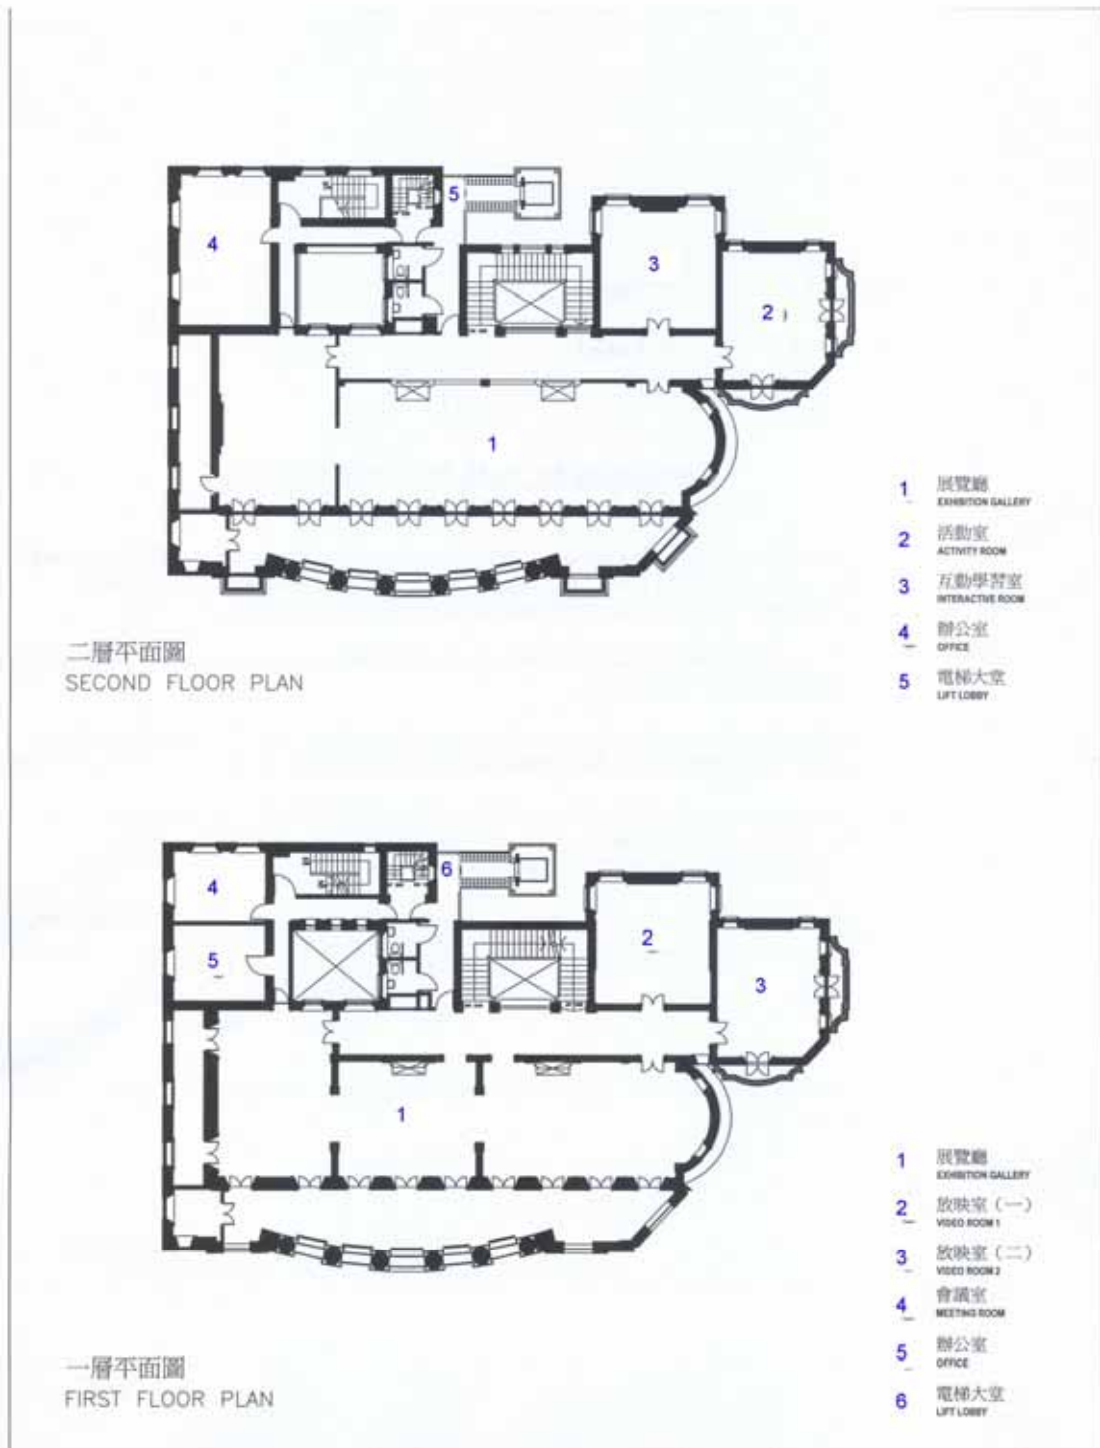 5
4
3
2
1
1 展覽廳
EXHIBITION GALLERY
2 活動室
ACTIVITY ROOM
3 互動學習室
INTERACTIVE ROOM
4 辦公室
OFFICE
5 電梯大堂
LIFT LOBBY
二層平面圖
SECOND FLOOR PLAN
6
4
2
5
3
1
1 展覽廳
EXHIBITION GALLERY
2 放映室(一)
VIDEO ROOM 1
3 放映室(二)
VIDEO ROOM 2
4 會議室
MEETING ROOM
5 辦公室
OFFICE
6 電梯大堂
LIFT LOBBY
一層平面圖
FIRST FLOOR PLAN